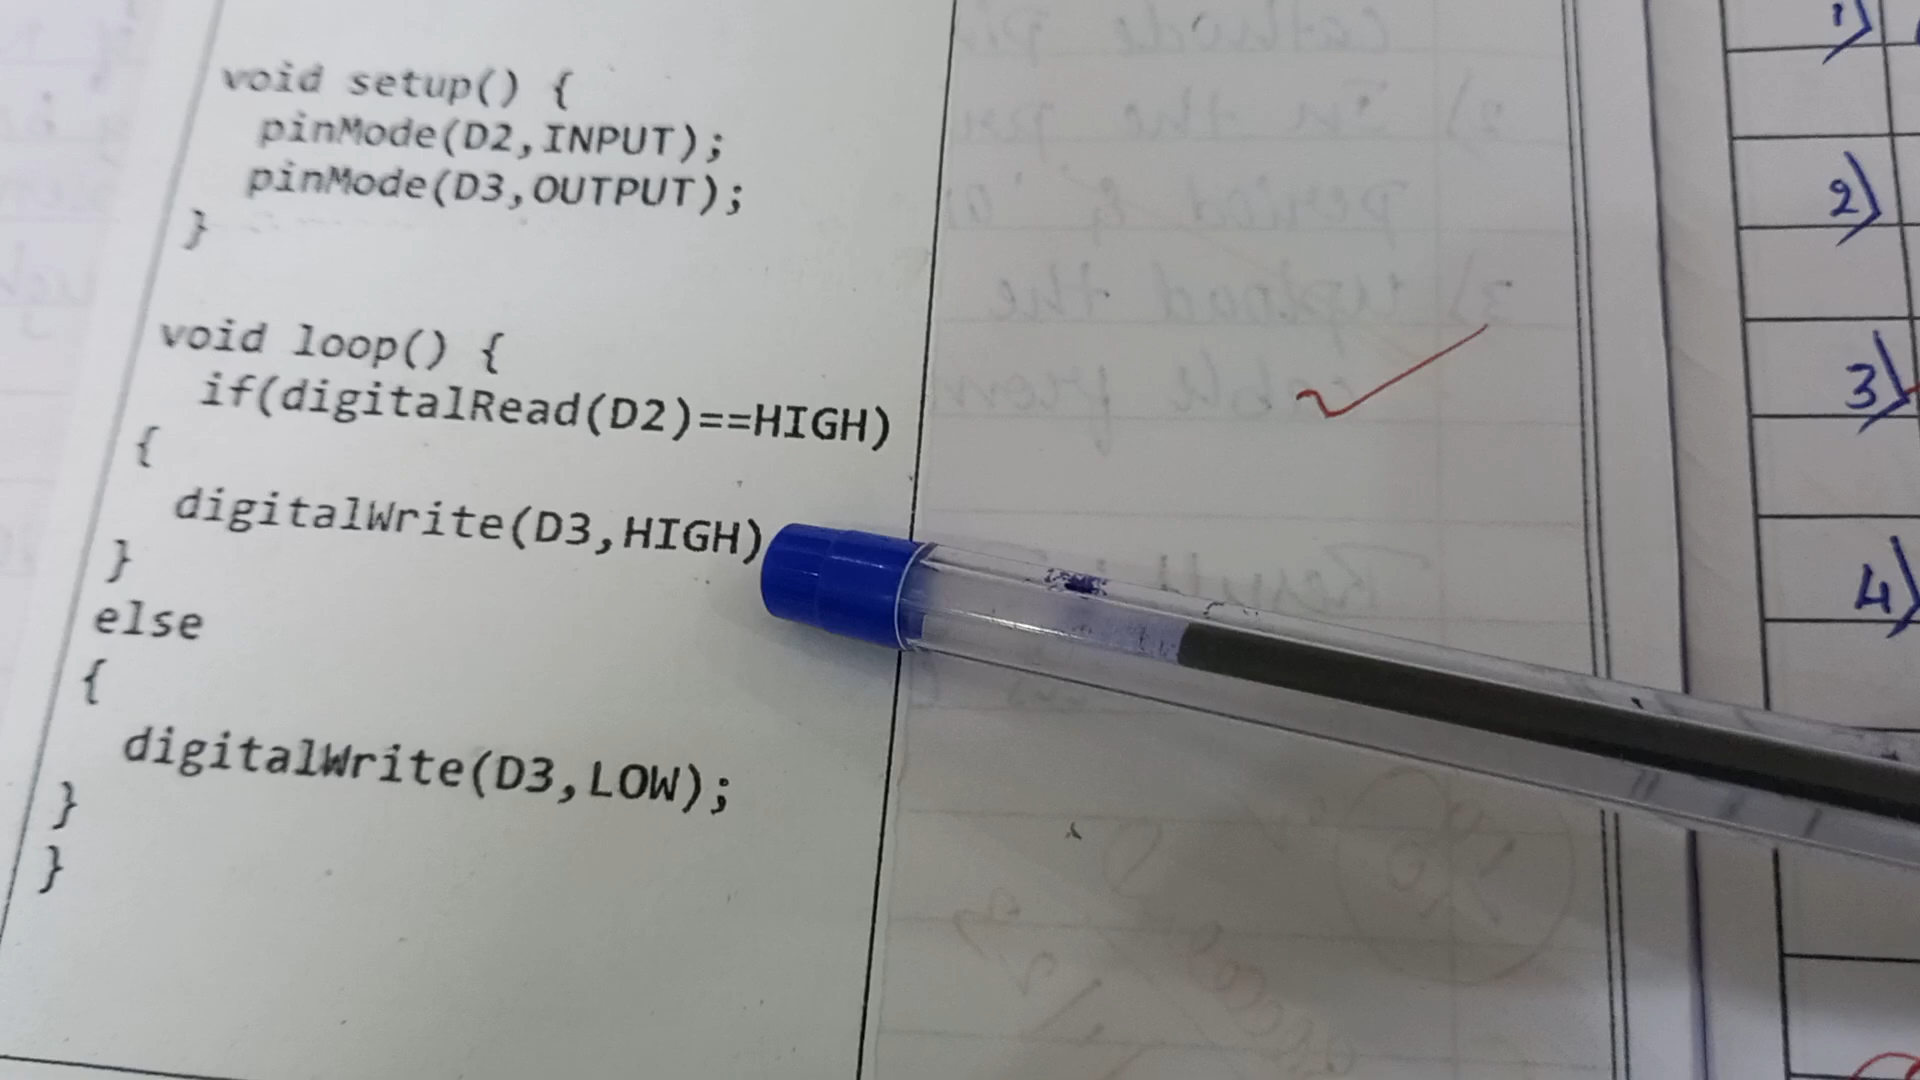 void setup() {
pinMode(D2,INPUT);
pinMode(D3,OUTPUT);
}
void loop() {
if(digitalRead(D2)==HIGH)
{
digitalWrite(D3,HIGH)
}
else
{
digitalWrite(D3,LOW);
}
}
1)
2)
3)
4)